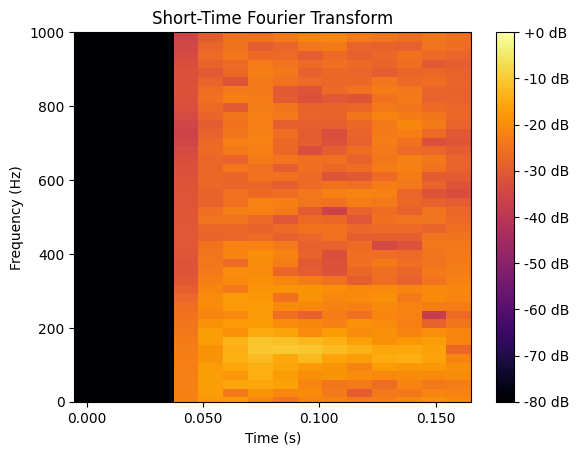 Short-Time Fourier Transform
1000
800
600
400
200
0
Frequency (Hz)
0.000
0.050
0.100
0.150
Time (s)
+0 dB
-10 dB
-20 dB
-30 dB
-40 dB
-50 dB
-60 dB
-70 dB
-80 dB